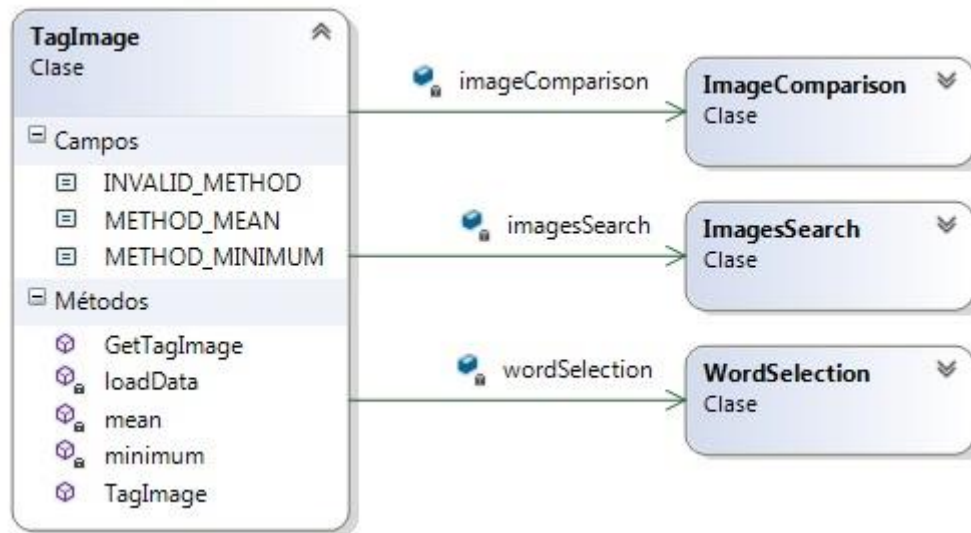 TagImage
Clase
Campos
INVALID_METHOD
METHOD_MEAN
METHOD_MINIMUM
Métodos
GetTagImage
loadData
mean
minimum
TagImage
imageComparison
ImageComparison
Clase
imagesSearch
ImagesSearch
Clase
wordSelection
WordSelection
Clase